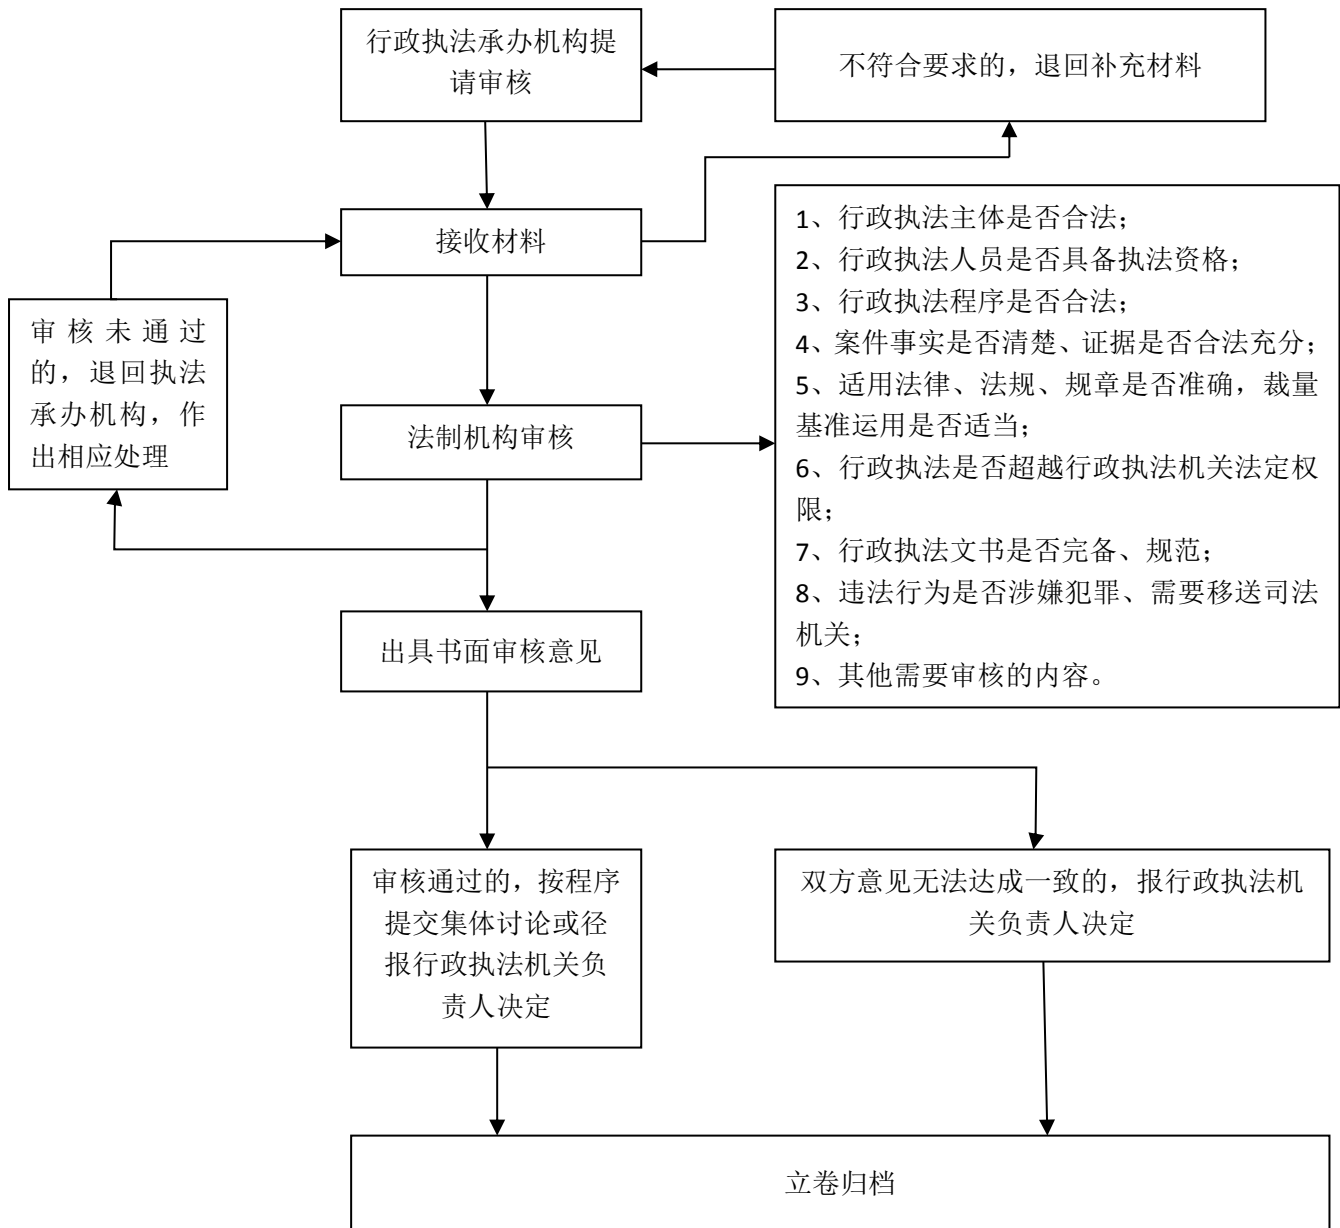 行政执法承办机构提
请审核
不符合要求的，退回补充材料
接收材料
审核未通过
的，退回执法
承办机构，作
出相应处理
法制机构审核
1、行政执法主体是否合法；
2、行政执法人员是否具备执法资格；
3、行政执法程序是否合法；
4、案件事实是否清楚、证据是否合法充分；
5、适用法律、法规、规章是否准确，裁量
基准运用是否适当；
6、行政执法是否超越行政执法机关法定权
限；
7、行政执法文书是否完备、规范；
8、违法行为是否涉嫌犯罪、需要移送司法
机关；
9、其他需要审核的内容。
出具书面审核意见
审核通过的，按程序
提交集体讨论或径
报行政执法机关负
责人决定
双方意见无法达成一致的，报行政执法机
关负责人决定
立卷归档